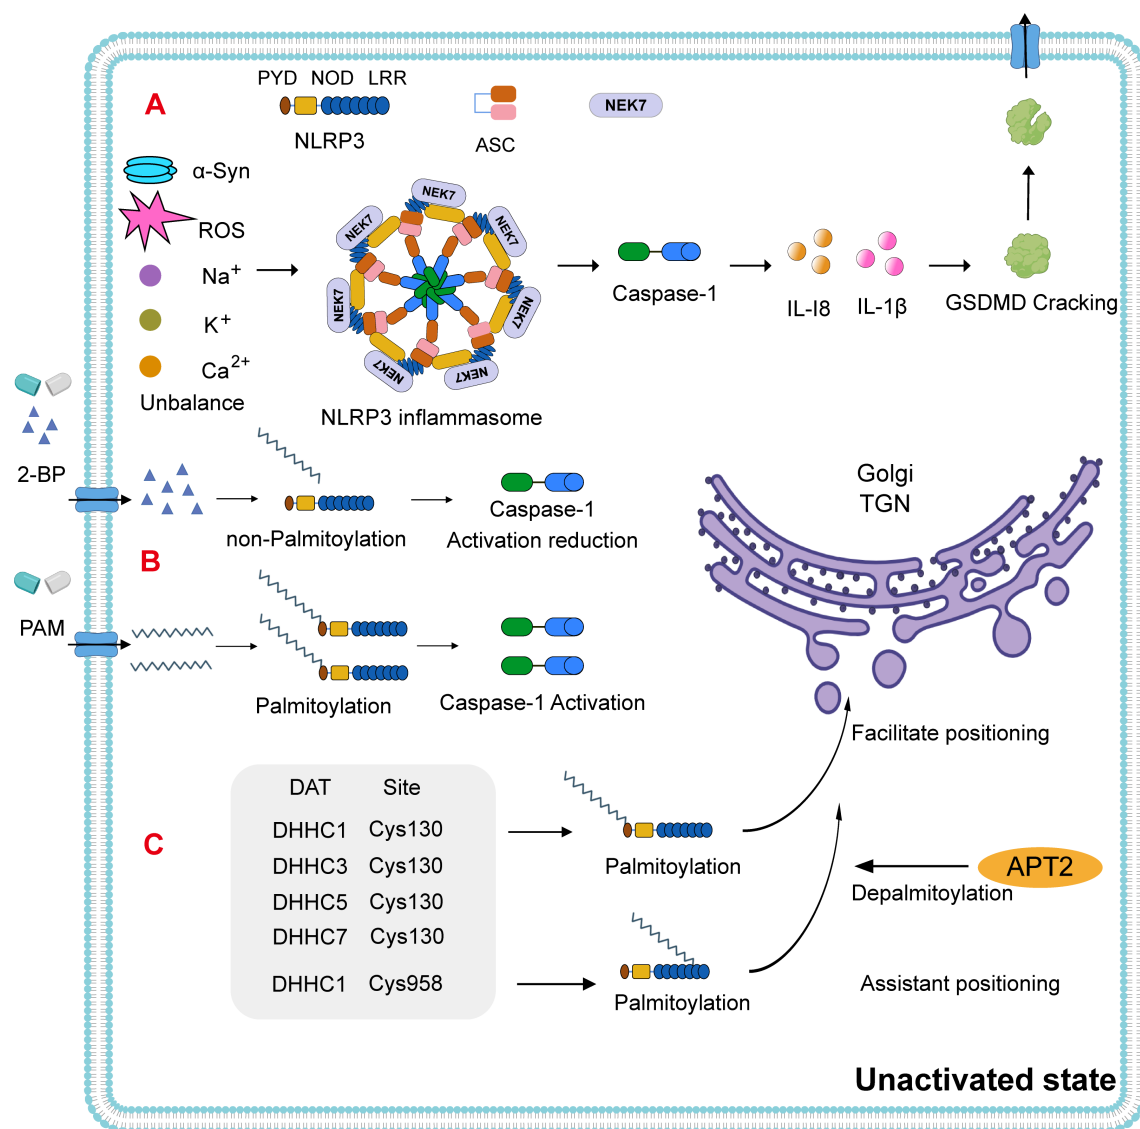 A
PYD NOD LRR
NLRP3
ASC
NEK7
α-Syn
ROS
Na+
K+
Ca2+
Unbalance
NEK7
NEK7
NEK7
NEK7
NEK7
NEK7
NEK7
NLRP3 inflammasome
Caspase-1
IL-I8
IL-1β
GSDMD Cracking
B
2-BP
non-Palmitoylation
Caspase-1
Activation reduction
PAM
Palmitoylation
Caspase-1 Activation
Golgi
TGN
Facilitate positioning
C
DAT Site
DHHC1 Cys130
DHHC3 Cys130
DHHC5 Cys130
DHHC7 Cys130
DHHC1 Cys958
Palmitoylation
Palmitoylation
APT2
Depalmitoylation
Assistant positioning
Unactivated state